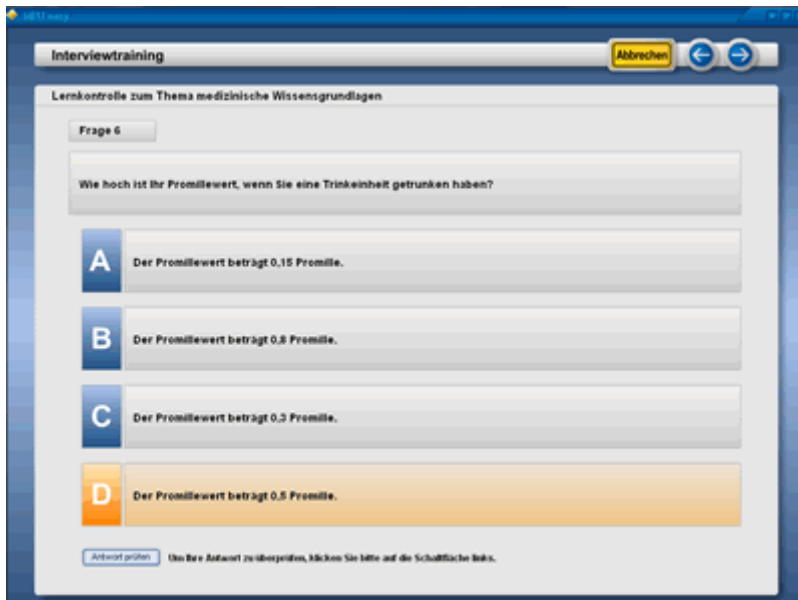 Interviewtraining
Abbrechen
Lernkontrolle zum Thema medizinische Wissensgrundlagen
Frage 6
Wie hoch ist Ihr Promillewert, wenn Sie eine Trinkeinheit getrunken haben?
A
Der Promillewert beträgt 0,15 Promille.
B
Der Promillewert beträgt 0,8 Promille.
C
Der Promillewert beträgt 0,3 Promille.
D
Der Promillewert beträgt 0,5 Promille.
Antwort prüfen Um Ihre Antwort zu überprüfen, klicken Sie bitte auf die Schaltfläche links.